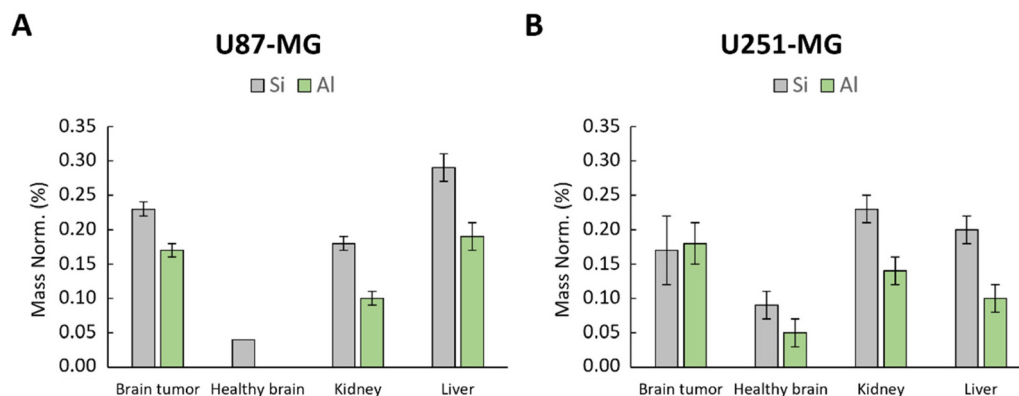 A
U87-MG
Si Al
Mass Norm. (%)
0.35
0.30
0.25
0.20
0.15
0.10
0.05
0.00
Brain tumor Healthy brain Kidney Liver
B
U251-MG
Si Al
Mass Norm. (%)
0.35
0.30
0.25
0.20
0.15
0.10
0.05
0.00
Brain tumor Healthy brain Kidney Liver